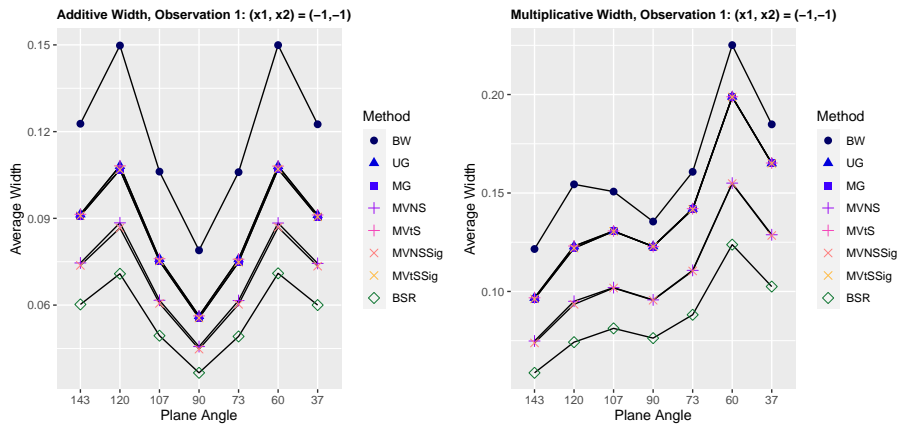 Additive Width, Observation 1: (x1, x2) = (−1,−1)
0.15
0.12
0.09
0.06
Average Width
143 120 107 90 73 60 37
Plane Angle
Method
BW
UG
MG
MVNS
MVtS
MVNSSig
MVtSSig
BSR
Multiplicative Width, Observation 1: (x1, x2) = (−1,−1)
0.20
0.15
0.10
Average Width
143 120 107 90 73 60 37
Plane Angle
Method
BW
UG
MG
MVNS
MVtS
MVNSSig
MVtSSig
BSR